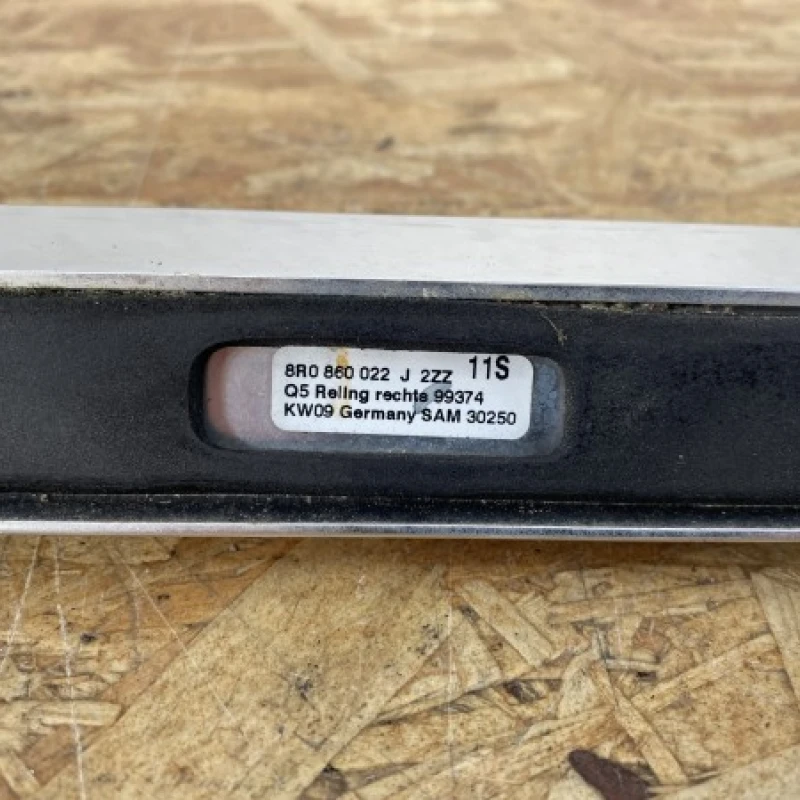 8R0 860 022 J 2ZZ 11S
Q5 Reling rechts 99374
KW09 Germany SAM 30250